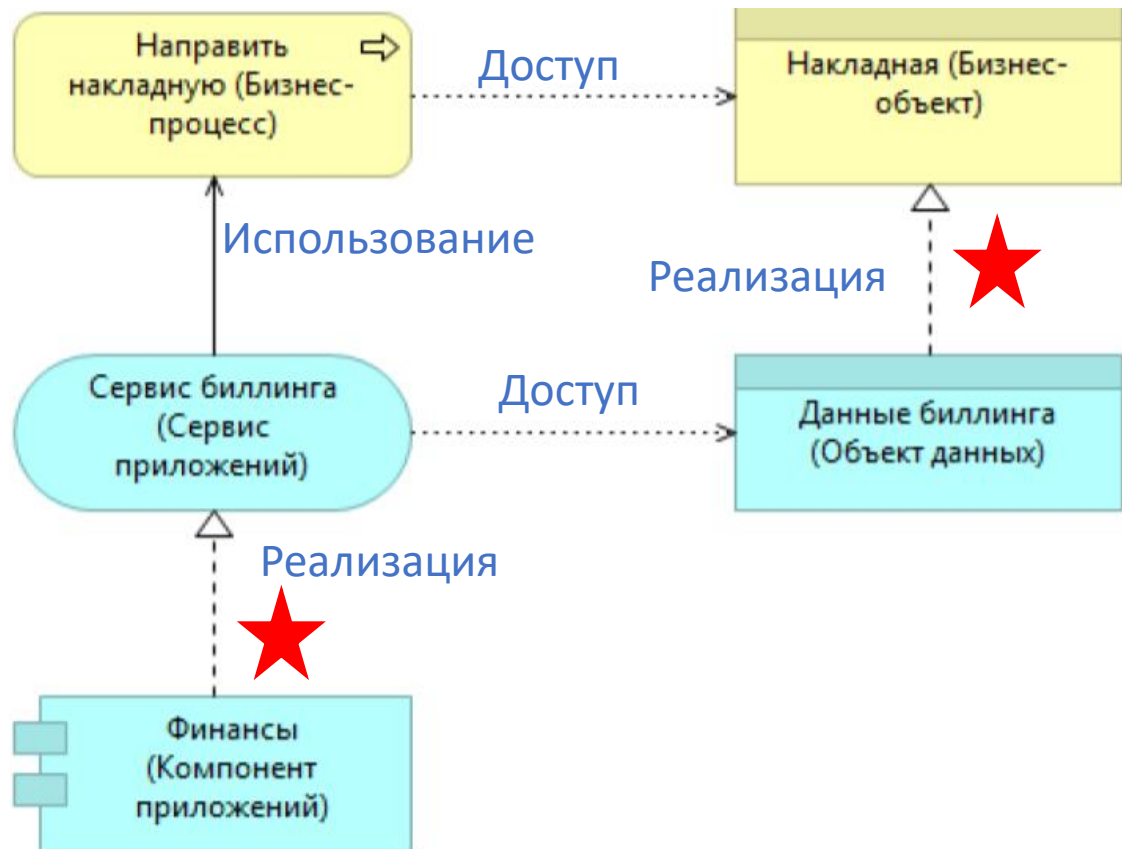 Направить
накладную (Бизнес-
процесс)
Доступ
Накладная (Бизнес-
объект)
Использование
Реализация
Сервис биллинга
(Сервис
приложений)
Доступ
Данные биллинга
(Объект данных)
Реализация
Финансы
(Компонент
приложений)